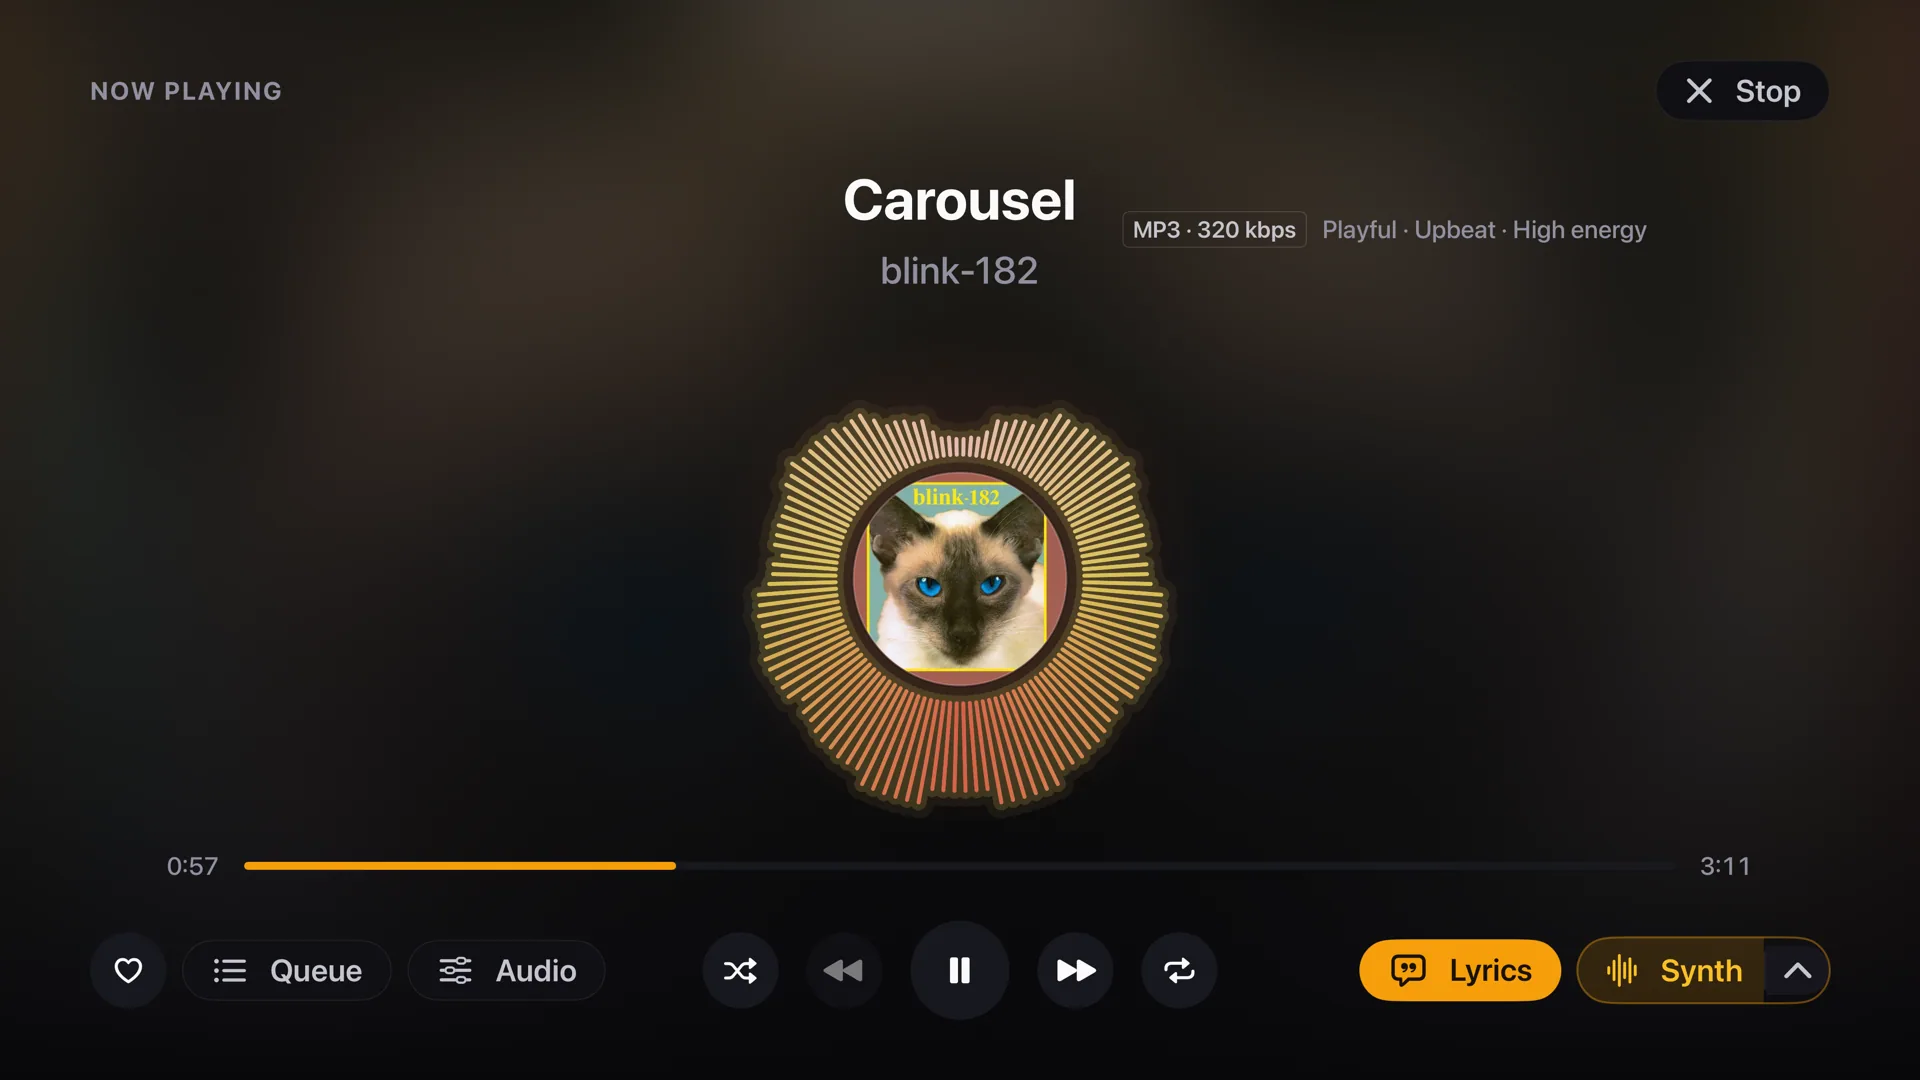 NOW PLAYING
Stop
Carousel
MP3 · 320 kbps
Playful · Upbeat · High energy
blink-182
blink-182
0:57
3:11
Queue
Audio
Lyrics
Synth